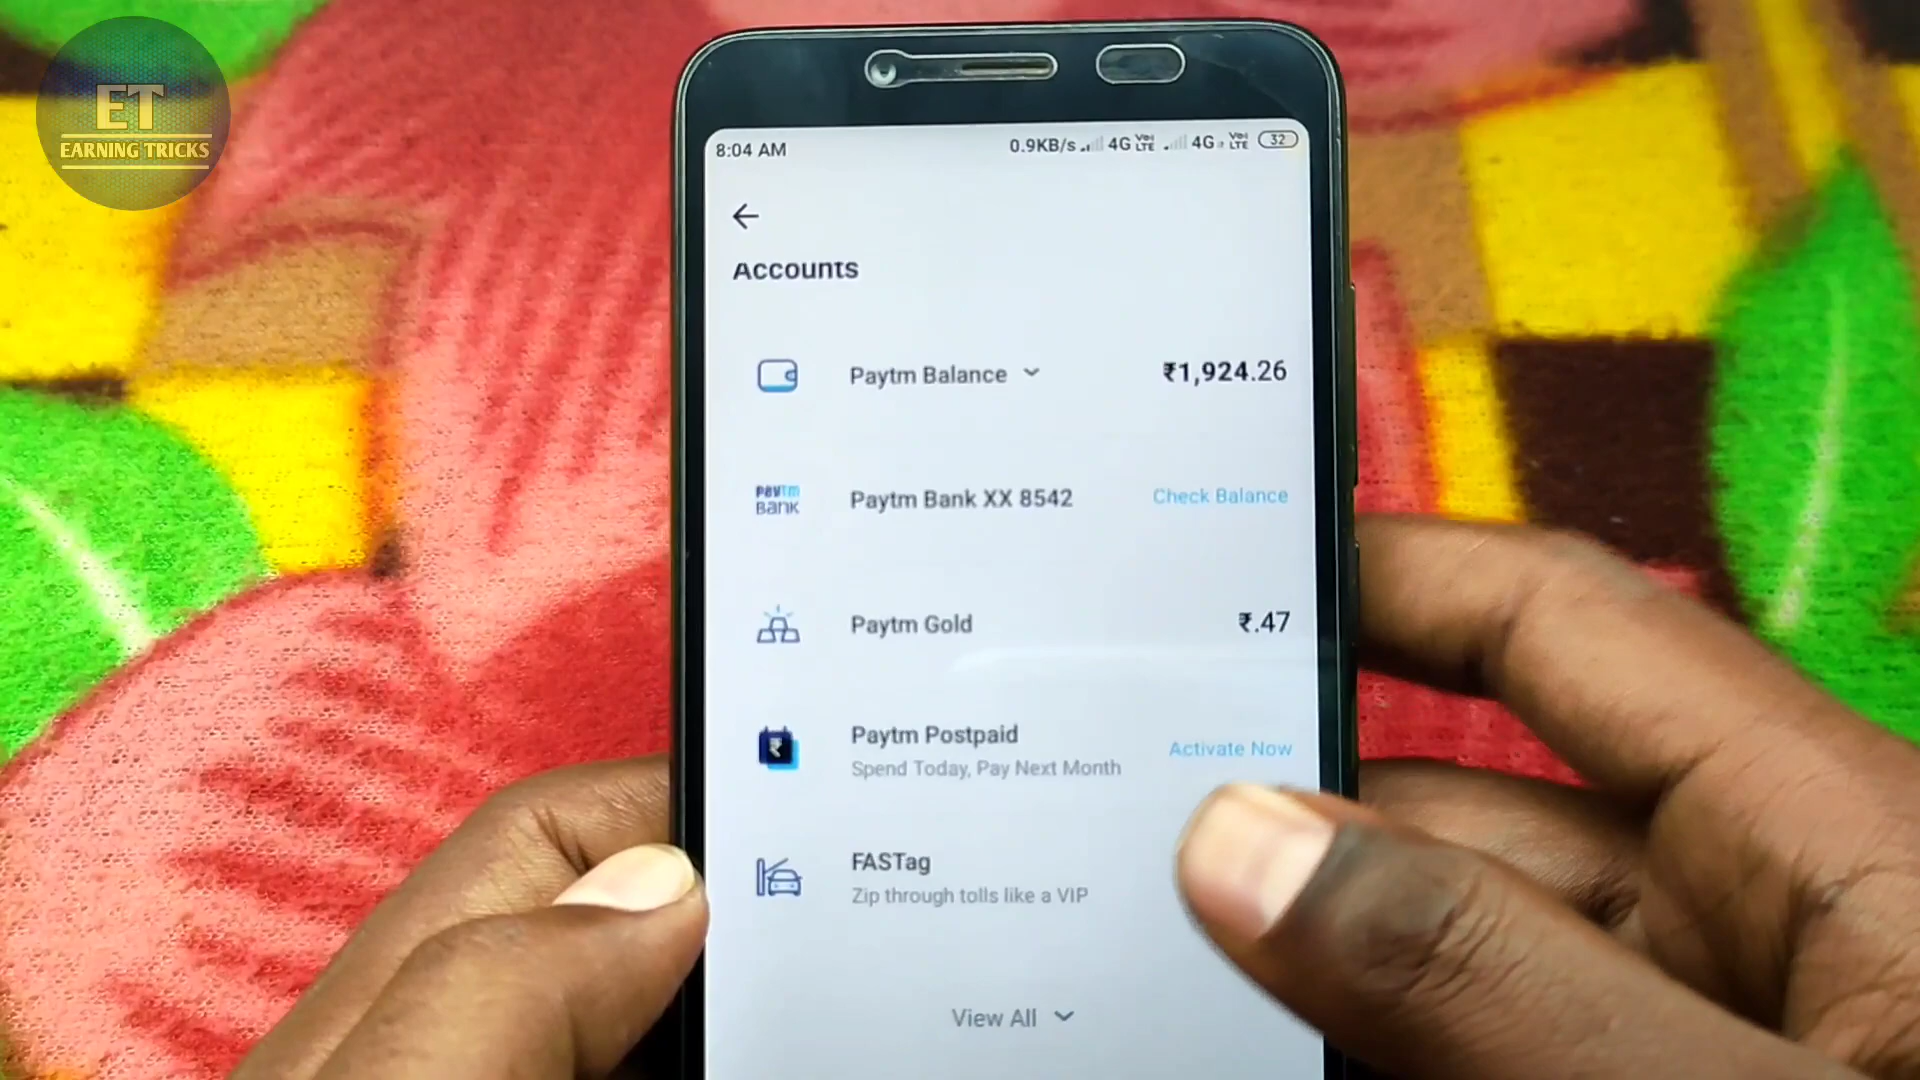 ET
EARNING TRICKS
8:04 AM
0.9KB/s 4G VoLTE 4G VoLTE 32
Accounts
Paytm Balance
₹1,924.26
paytm
BANK
Paytm Bank XX 8542
Check Balance
Paytm Gold
₹.47
Paytm Postpaid
Spend Today, Pay Next Month
Activate Now
FASTag
Zip through tolls like a VIP
View All